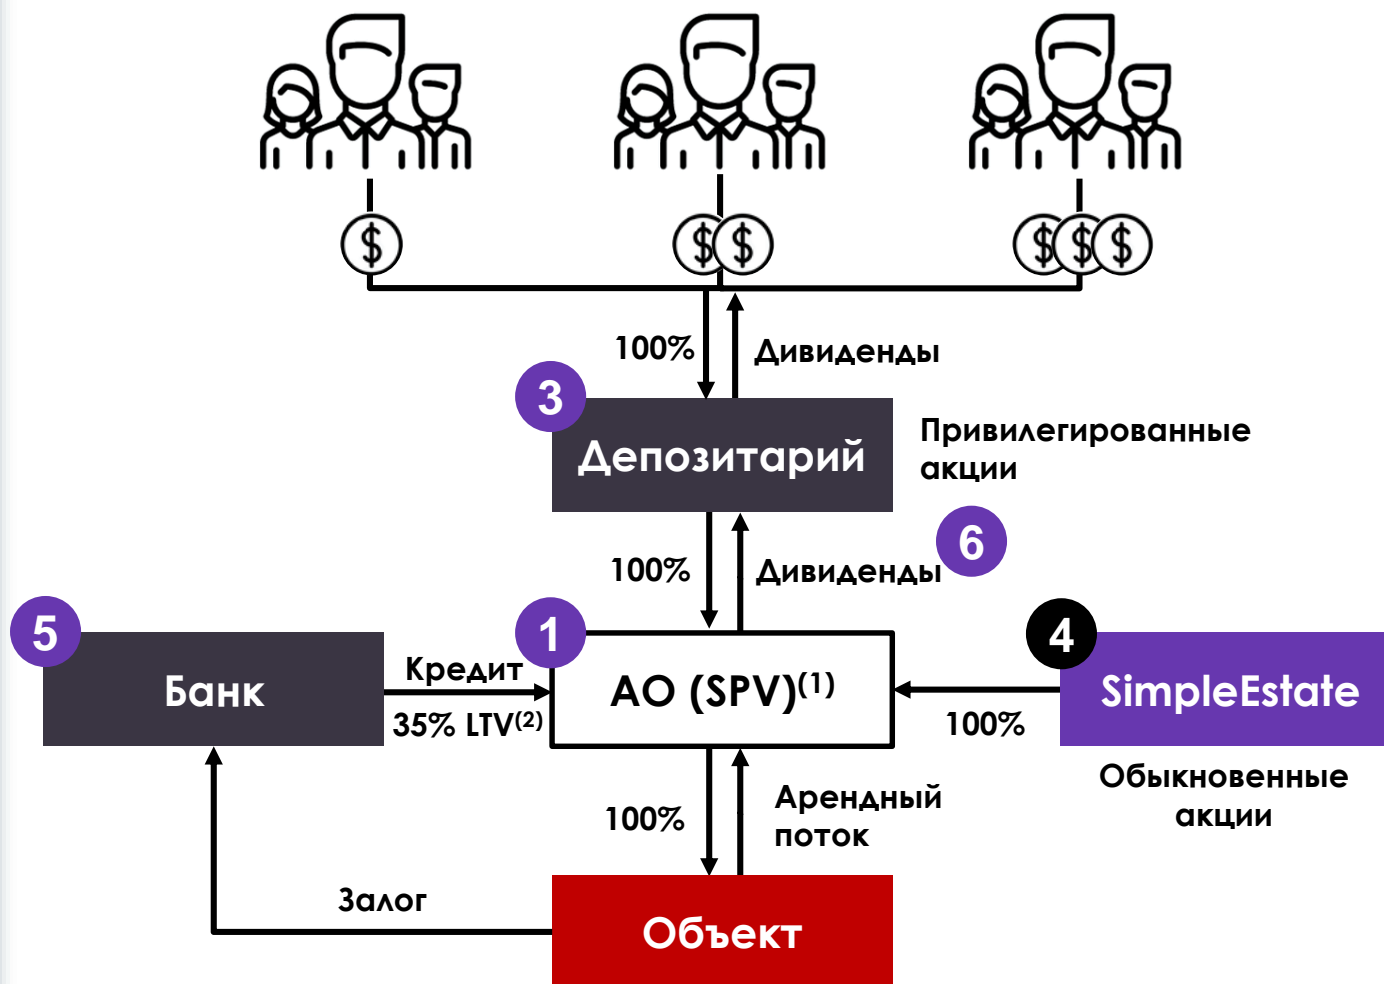 $ $ $ $ $ $
100% Дивиденды
3
Депозитарий
Привилегированные
акции
6
100% Дивиденды
5
Банк
Кредит
35% LTV(2)
1
АО (SPV)(1)
4
SimpleEstate
100%
Обыкновенные
акции
100%
Арендный
поток
Залог
Объект